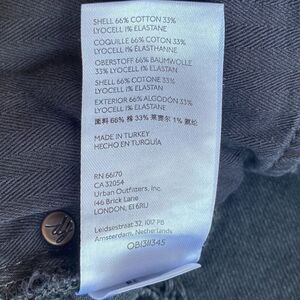 SHELL 66% COTTON 33%
LYOCELL 1% ELASTANE
COQUILLE 66% COTON 33%
LYOCELL 1% ÉLASTHANNE
OBERSTOFF 66% BAUMWOLLE
33% LYOCELL 1% ELASTAN
SHELL 66% COTONE 33%
LYOCELL 1% ELASTAN
EXTERIOR 66% ALGODÓN 33%
LYOCELL 1% ELASTANO
面料 66% 棉 33% 莱赛尔 1% 氨纶
MADE IN TURKEY
HECHO EN TURQUÍA
RN 66170
CA 32054
Urban Outfitters, Inc.
146 Brick Lane
LONDON, E1 6RU
Leidsestraat 32, 1017 PB
Amsterdam, Netherlands
OB1311345